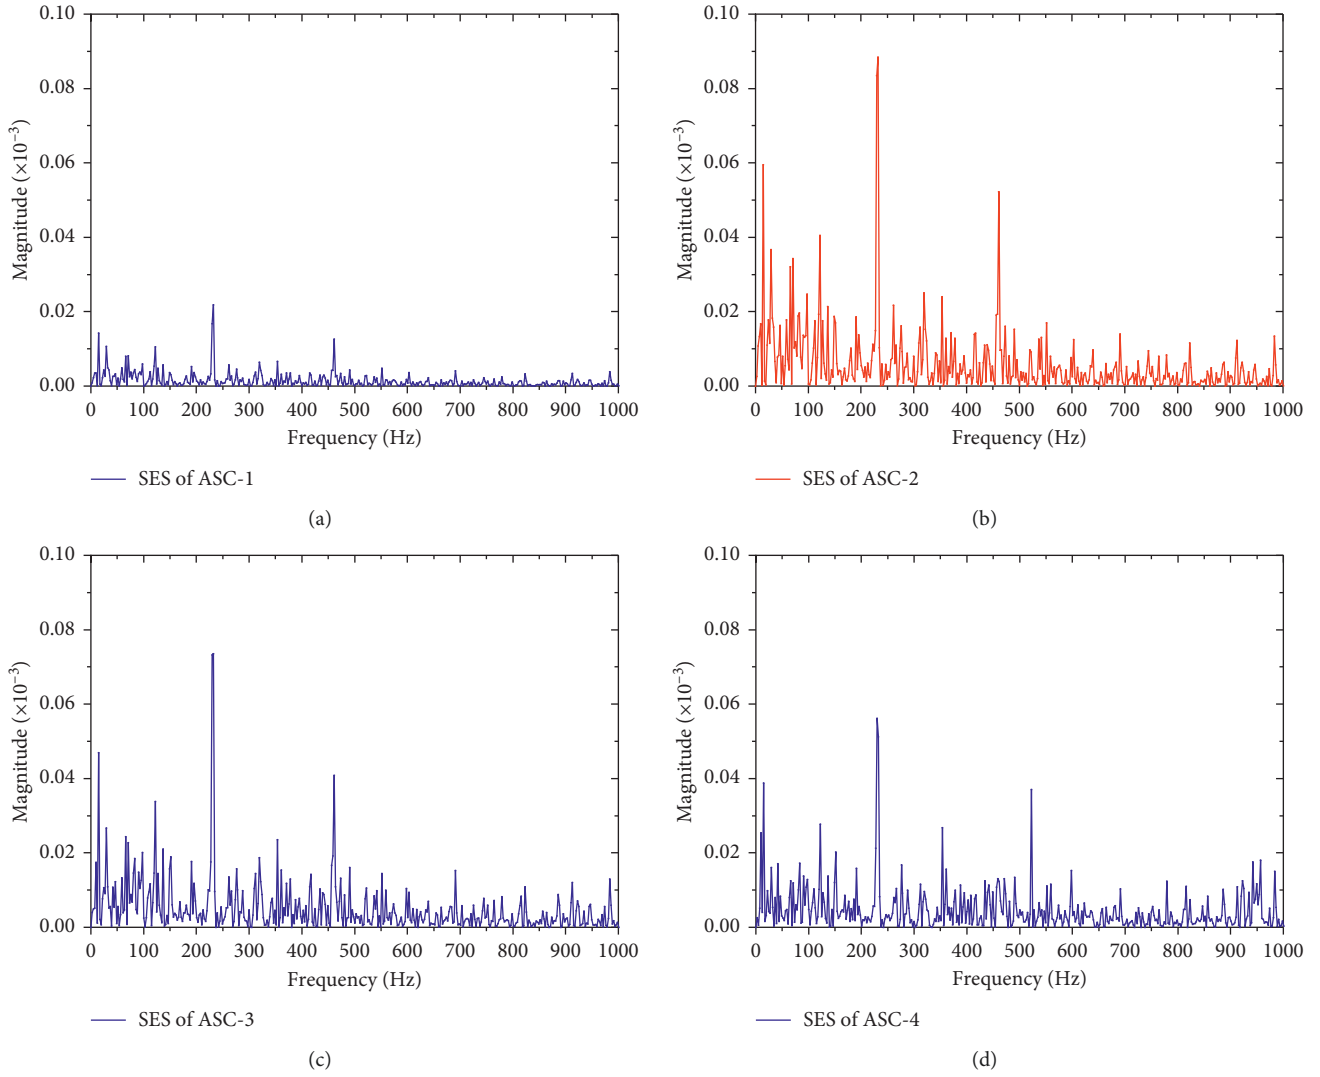 0.10
0.08
0.06
0.04
0.02
0.00
Magnitude (×10⁻³)
0 100 200 300 400 500 600 700 800 900 1000
Frequency (Hz)
SES of ASC-1
(a)
0.10
0.08
0.06
0.04
0.02
0.00
Magnitude (×10⁻³)
0 100 200 300 400 500 600 700 800 900 1000
Frequency (Hz)
SES of ASC-2
(b)
0.10
0.08
0.06
0.04
0.02
0.00
Magnitude (×10⁻³)
0 100 200 300 400 500 600 700 800 900 1000
Frequency (Hz)
SES of ASC-3
(c)
0.10
0.08
0.06
0.04
0.02
0.00
Magnitude (×10⁻³)
0 100 200 300 400 500 600 700 800 900 1000
Frequency (Hz)
SES of ASC-4
(d)